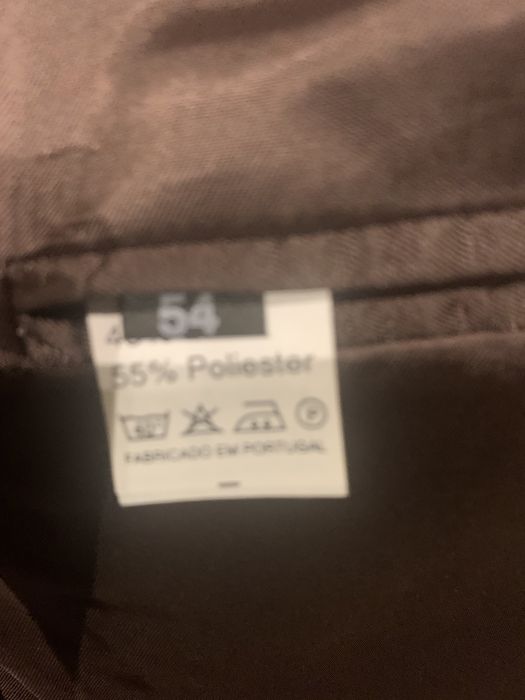 54
55% Poliester
FABRICADO EM PORTUGAL